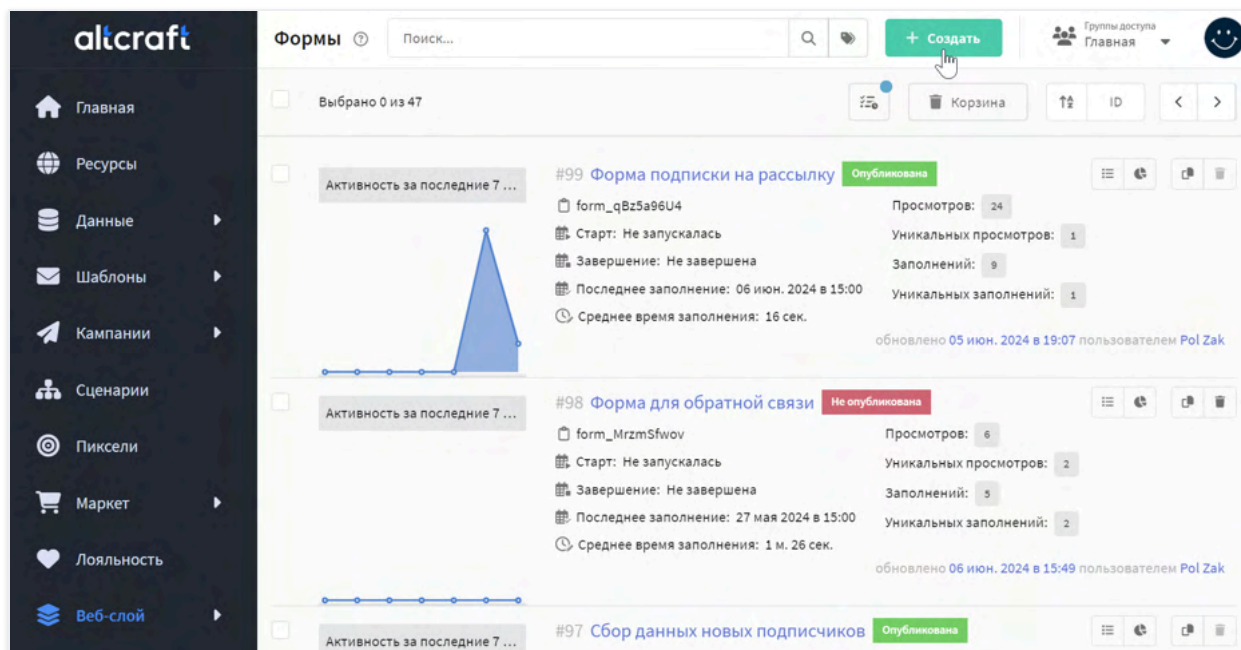 altcraft
Главная
Ресурсы
Данные
Шаблоны
Кампании
Сценарии
Пиксели
Маркет
Лояльность
Веб-слой
Формы
Поиск...
+ Создать
Группы доступа
Главная
Выбрано 0 из 47
Корзина
ID
Активность за последние 7 ...
#99 Форма подписки на рассылку Опубликована
form_qBz5a96U4
Старт: Не запускалась
Завершение: Не завершена
Последнее заполнение: 06 июн. 2024 в 15:00
Среднее время заполнения: 16 сек.
Просмотров: 24
Уникальных просмотров: 1
Заполнений: 9
Уникальных заполнений: 1
обновлено 05 июн. 2024 в 19:07 пользователем Pol Zak
Активность за последние 7 ...
#98 Форма для обратной связи Не опубликована
form_MrzmSfwov
Старт: Не запускалась
Завершение: Не завершена
Последнее заполнение: 27 мая 2024 в 15:00
Среднее время заполнения: 1 м. 26 сек.
Просмотров: 6
Уникальных просмотров: 2
Заполнений: 5
Уникальных заполнений: 2
обновлено 06 июн. 2024 в 15:49 пользователем Pol Zak
Активность за последние 7 ...
#97 Сбор данных новых подписчиков Опубликована